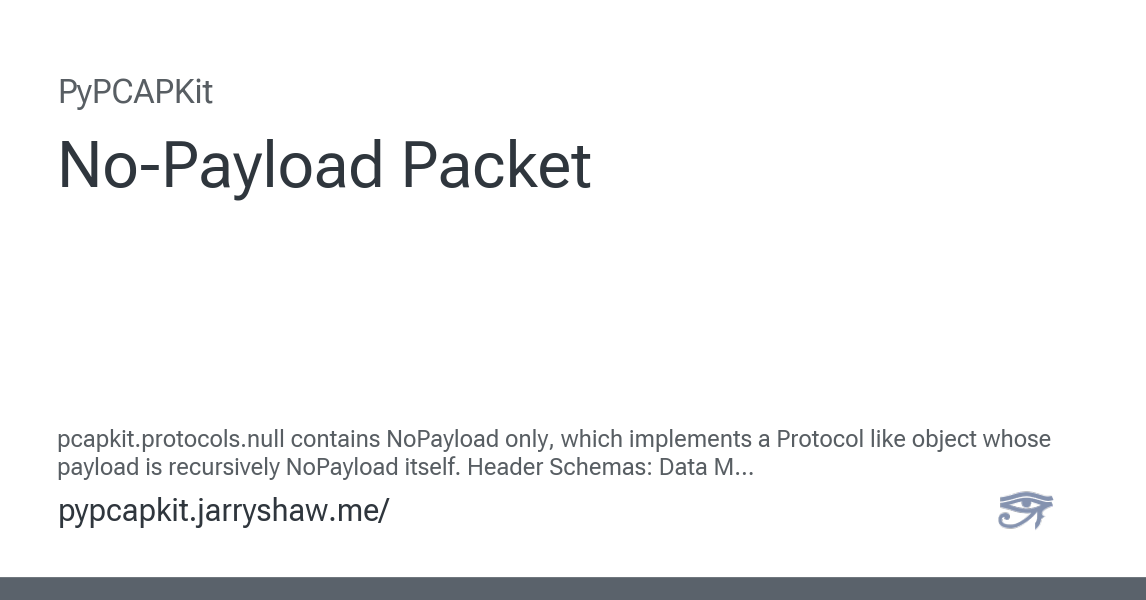 PyPCAPKit
No-Payload Packet
pcapkit.protocols.null contains NoPayload only, which implements a Protocol like object whose
payload is recursively NoPayload itself. Header Schemas: Data M...
pypcapkit.jarryshaw.me/